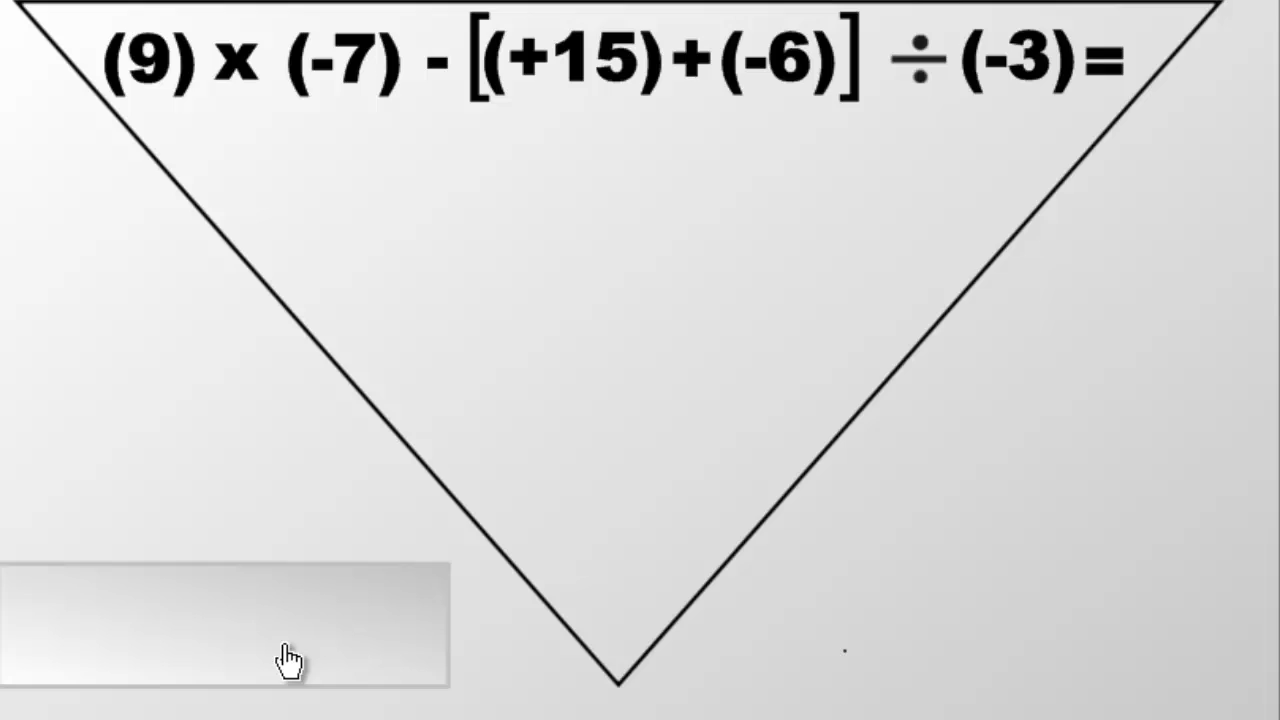 (9) x (-7) - [(+15)+(-6)] ÷ (-3)=